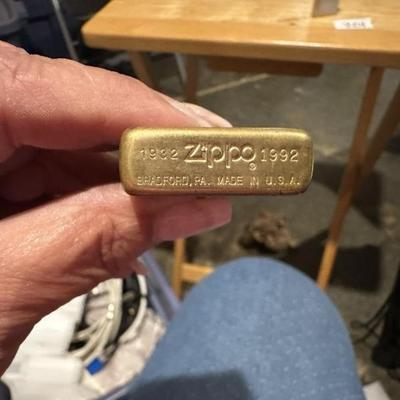 1932 Zippo ® 1992
BRADFORD, PA. MADE IN U.S.A.